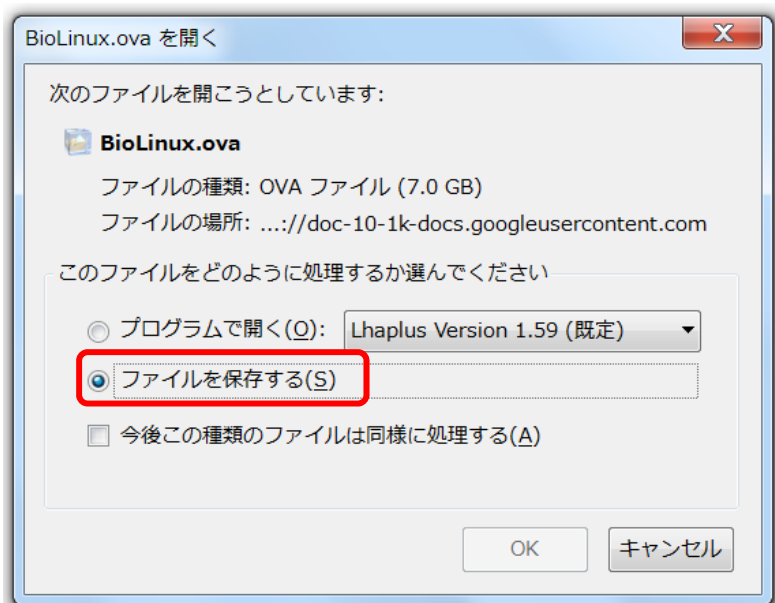 BioLinux.ova を開く
次のファイルを開こうとしています:
BioLinux.ova
ファイルの種類: OVA ファイル (7.0 GB)
ファイルの場所: ...://doc-10-1k-docs.googleusercontent.com
このファイルをどのように処理するか選んでください
プログラムで開く(O): Lhaplus Version 1.59 (既定)
ファイルを保存する(S)
今後この種類のファイルは同様に処理する(A)
OK キャンセル